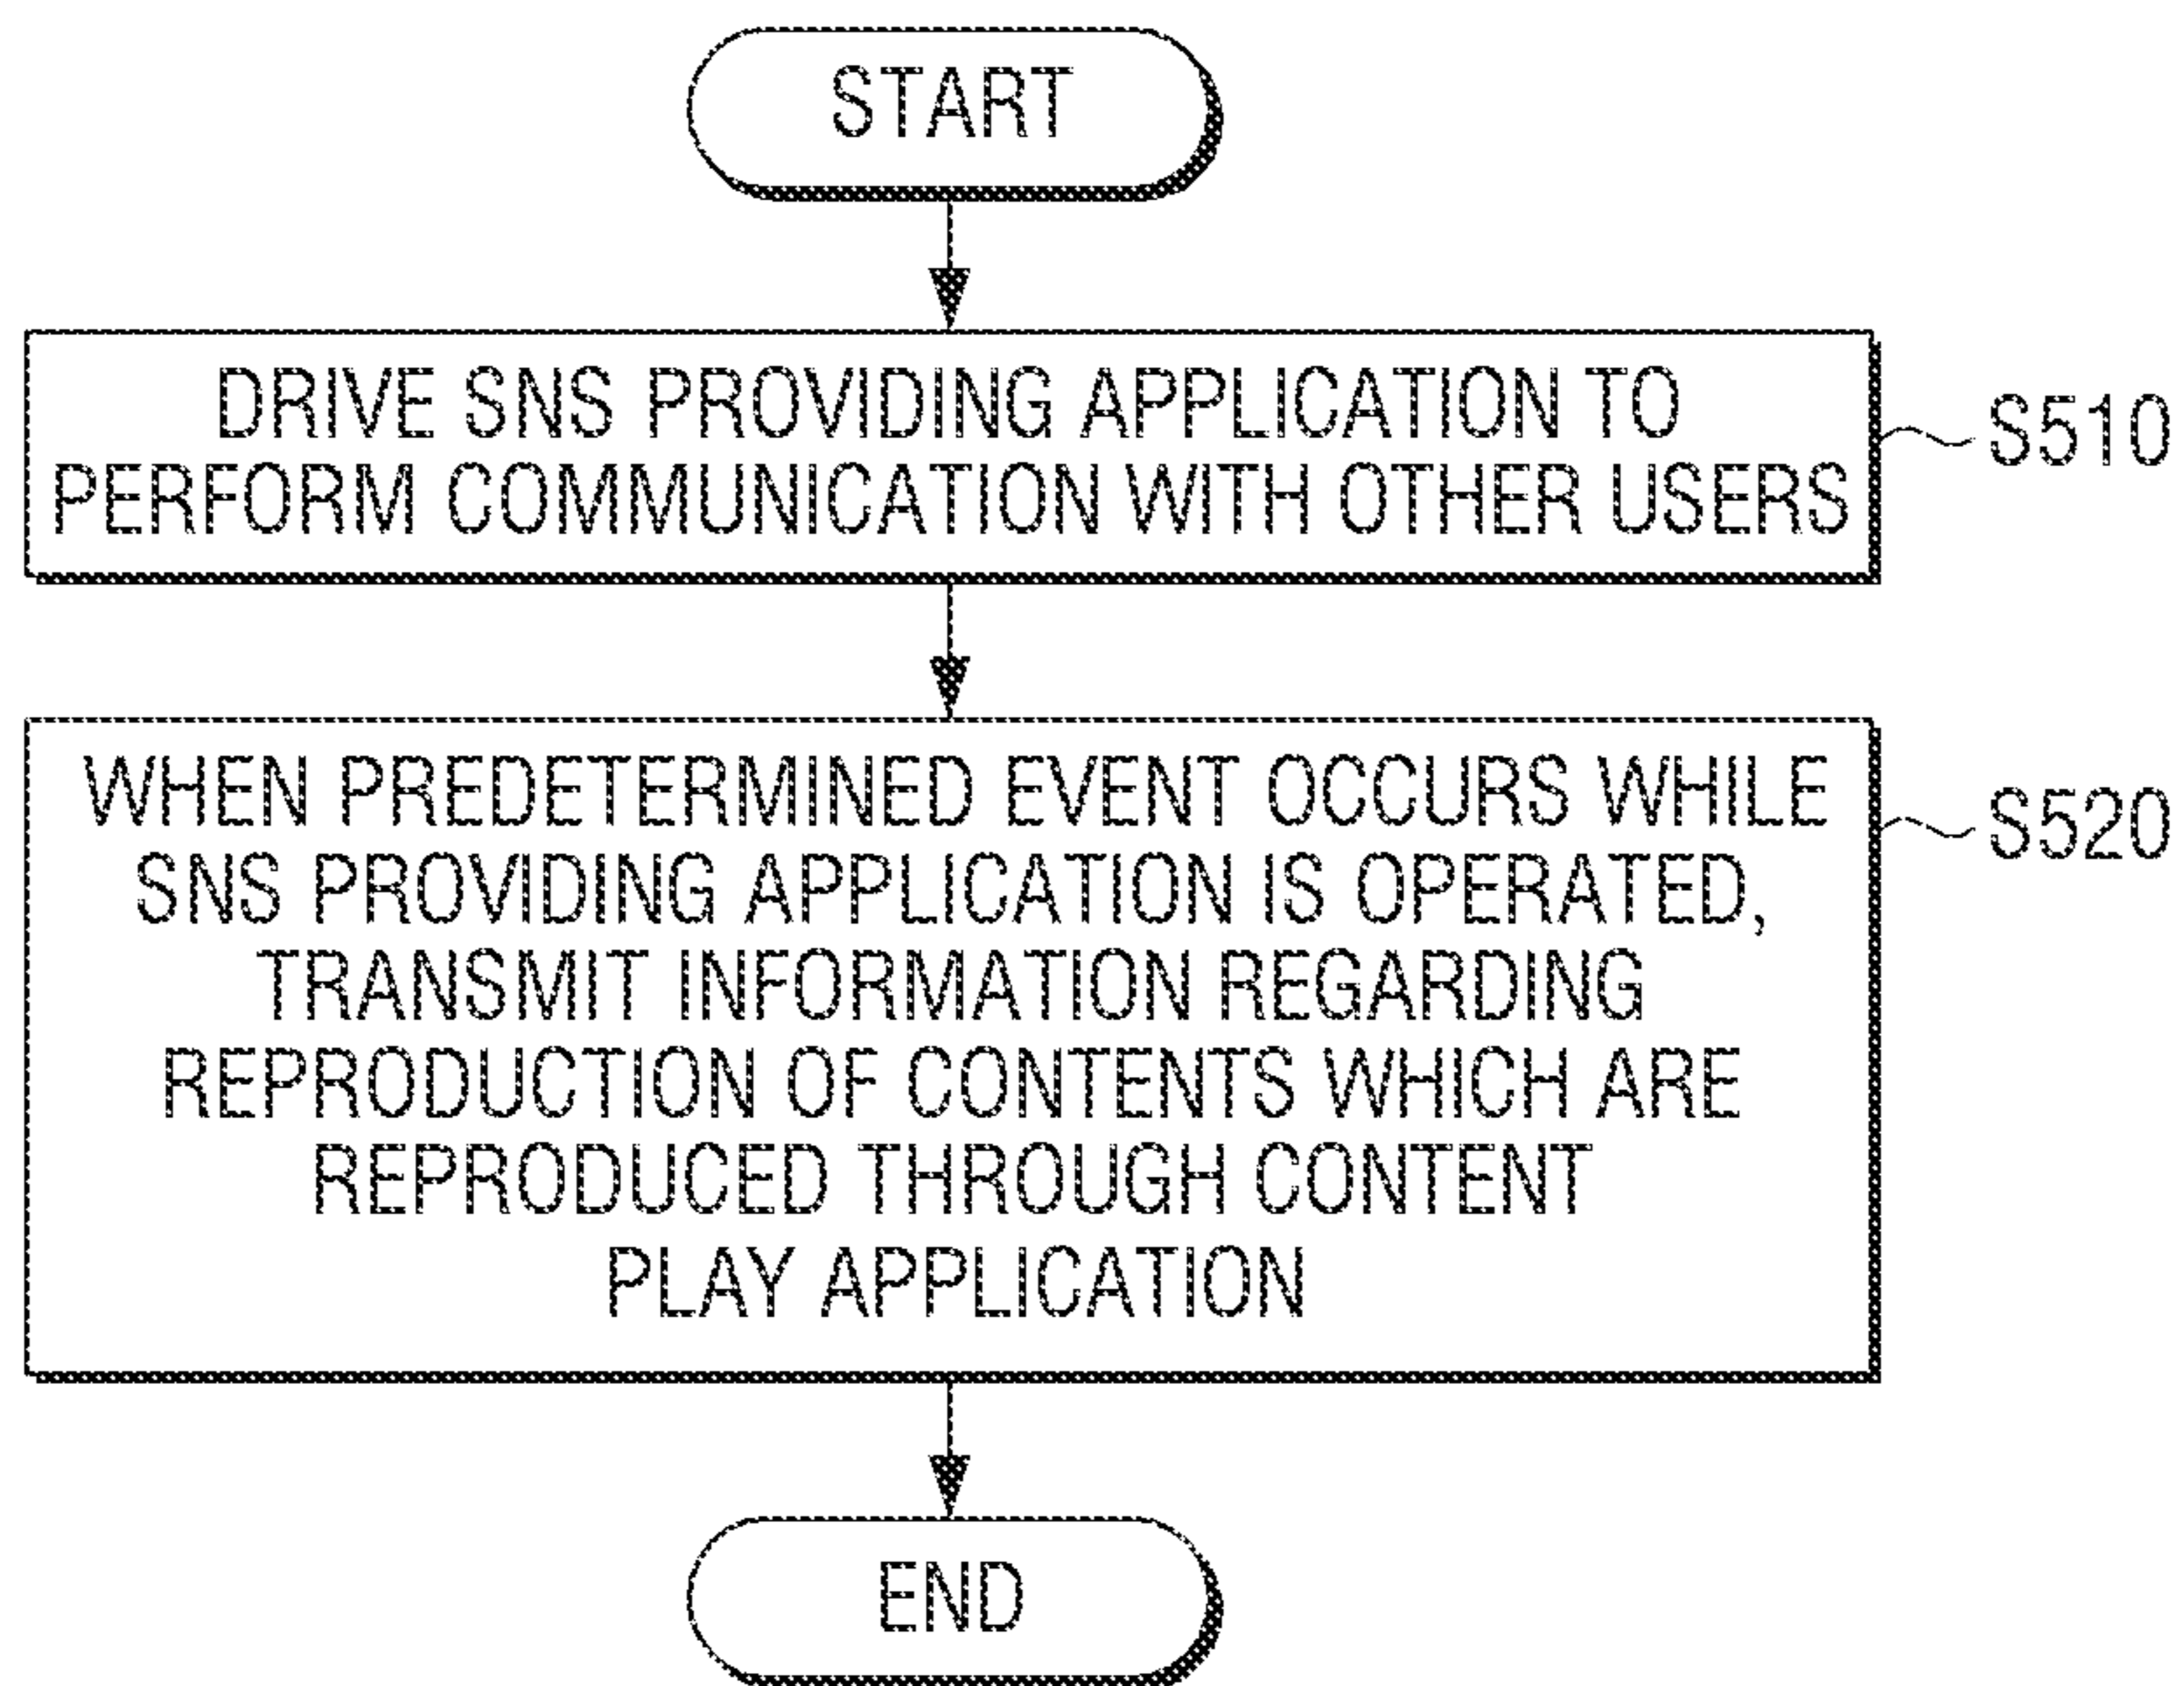 START
DRIVE SNS PROVIDING APPLICATION TO
PERFORM COMMUNICATION WITH OTHER USERS
S510
WHEN PREDETERMINED EVENT OCCURS WHILE
SNS PROVIDING APPLICATION IS OPERATED,
TRANSMIT INFORMATION REGARDING
REPRODUCTION OF CONTENTS WHICH ARE
REPRODUCED THROUGH CONTENT
PLAY APPLICATION
S520
END